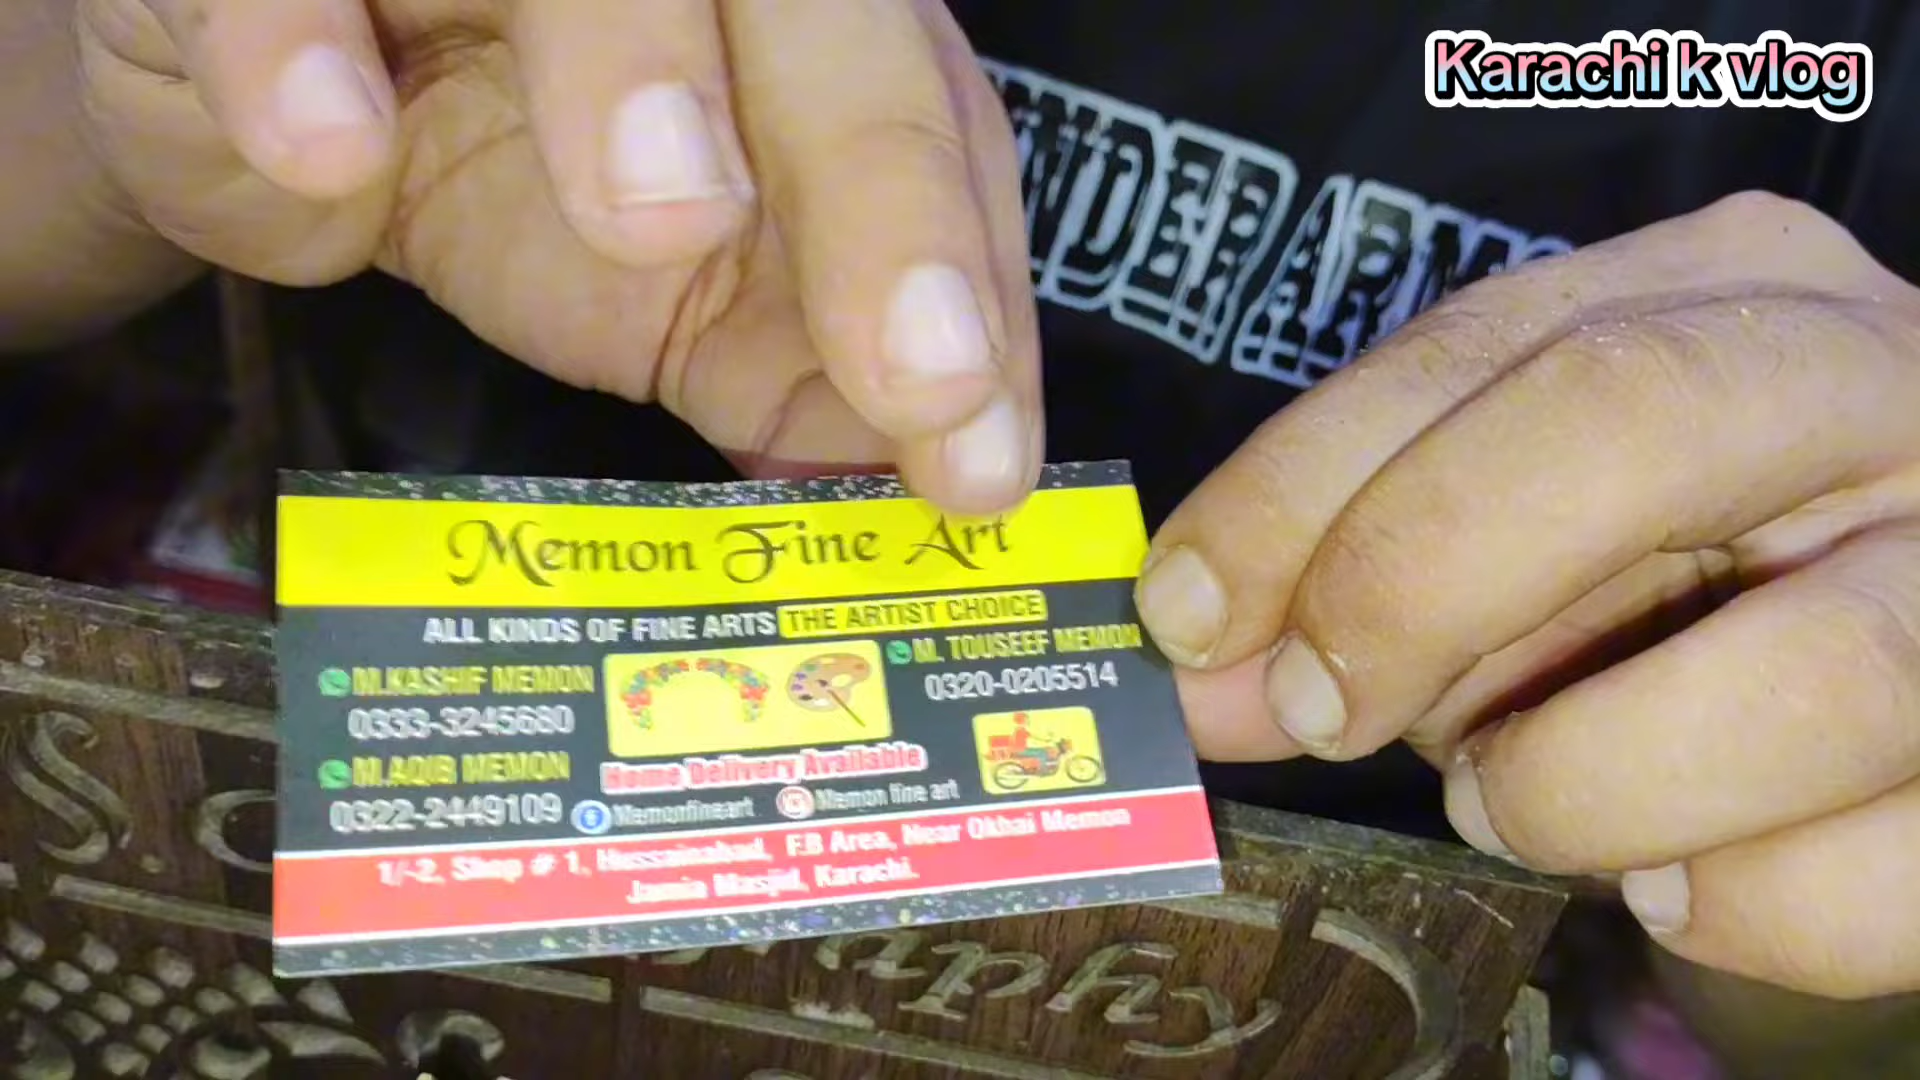 Karachi k vlog
UNDER ARMO
Memon Fine Art
ALL KINDS OF FINE ARTS THE ARTIST CHOICE
M.KASHIF MEMON
0333-3245680
M.AQIB MEMON
0322-2449109
M. TOUSEEF MEMON
0320-0205514
Home Delivery Available
Memonfineart Memon fine art
1/-2, Shop # 1, Hussainabad, F.B Area, Near Okhai Memon
Jamia Masjid, Karachi.